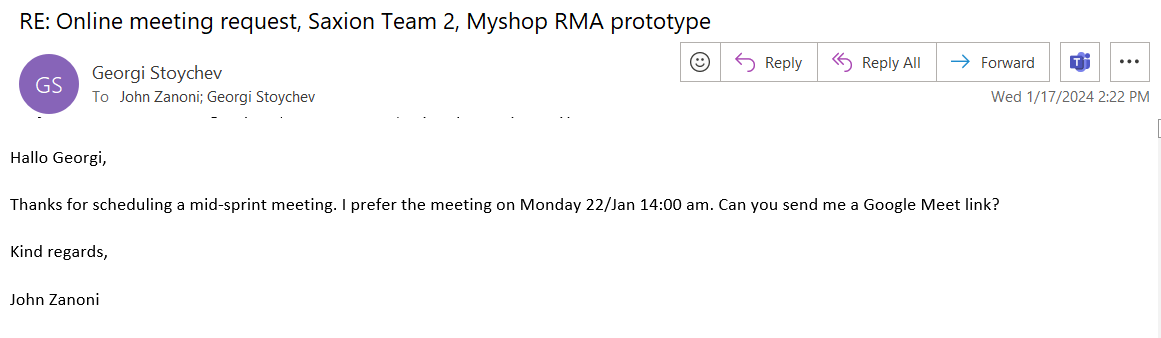 RE: Online meeting request, Saxion Team 2, Myshop RMA prototype
GS
Georgi Stoychev
To John Zanoni; Georgi Stoychev
Reply
Reply All
Forward
Wed 1/17/2024 2:22 PM
Hallo Georgi,
Thanks for scheduling a mid-sprint meeting. I prefer the meeting on Monday 22/Jan 14:00 am. Can you send me a Google Meet link?
Kind regards,
John Zanoni